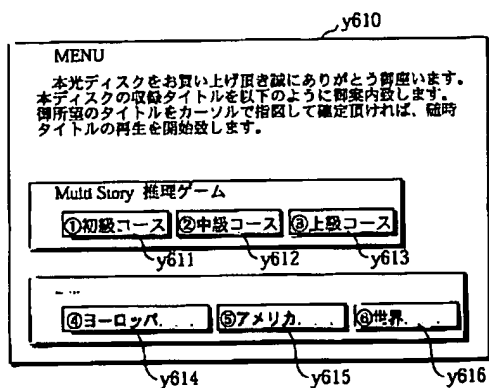 y610
MENU
本光ディスクをお買い上げ頂き誠にありがとう御座います。
本ディスクの収録タイトルを以下のように御案内致します。
御所望のタイトルをカーソルで指図して確定頂ければ、随時
タイトルの再生を開始致します。
Multi Story 推理ゲーム
①初級コース ②中級コース ③上級コース
y611 y612 y613
④ヨーロッパ. . . ⑤アメリカ. . . ⑥世界. . .
y614 y615 y616